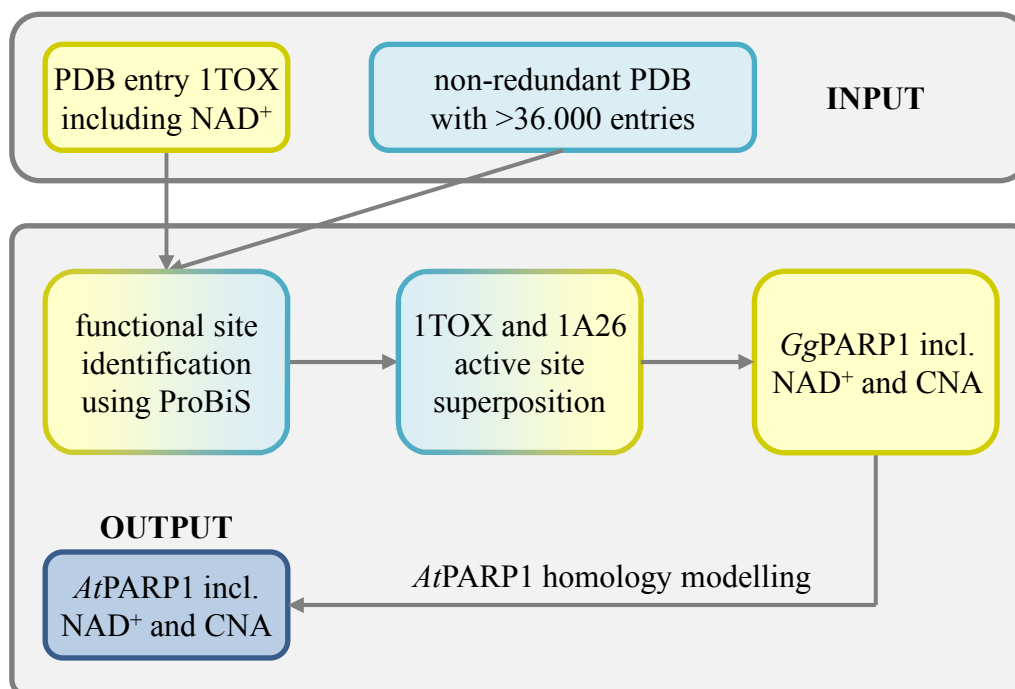 PDB entry 1TOX
including NAD⁺
non-redundant PDB
with >36.000 entries
INPUT
functional site
identification
using ProBiS
1TOX and 1A26
active site
superposition
GgPARP1 incl.
NAD⁺ and CNA
OUTPUT
AtPARP1 incl.
NAD⁺ and CNA
AtPARP1 homology modelling